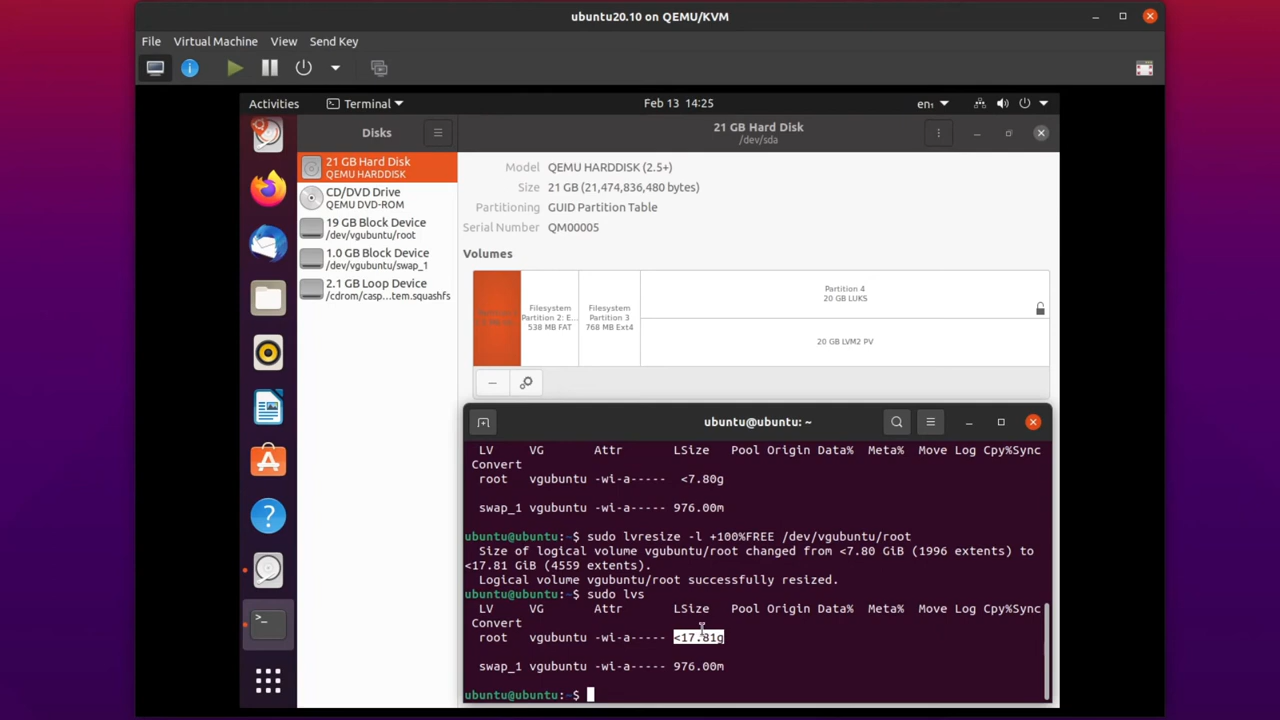 ubuntu20.10 on QEMU/KVM
File Virtual Machine View Send Key
Activities Terminal Feb 13 14:25 en₁
Disks
21 GB Hard Disk
/dev/sda
21 GB Hard Disk
QEMU HARDDISK
CD/DVD Drive
QEMU DVD-ROM
19 GB Block Device
/dev/vgubuntu/root
1.0 GB Block Device
/dev/vgubuntu/swap_1
2.1 GB Loop Device
/cdrom/casp...tem.squashfs
Model QEMU HARDDISK (2.5+)
Size 21 GB (21,474,836,480 bytes)
Partitioning GUID Partition Table
Serial Number QM00005
Volumes
Filesystem
Partition 2: E...
538 MB FAT
Filesystem
Partition 3
768 MB Ext4
Partition 4
20 GB LUKS
20 GB LVM2 PV
ubuntu@ubuntu: ~
LV VG Attr LSize Pool Origin Data% Meta% Move Log Cpy%Sync
Convert
root vgubuntu -wi-a----- <7.80g
swap_1 vgubuntu -wi-a----- 976.00m
ubuntu@ubuntu:~$ sudo lvresize -l +100%FREE /dev/vgubuntu/root
Size of logical volume vgubuntu/root changed from <7.80 GiB (1996 extents) to
<17.81 GiB (4559 extents).
Logical volume vgubuntu/root successfully resized.
ubuntu@ubuntu:~$ sudo lvs
LV VG Attr LSize Pool Origin Data% Meta% Move Log Cpy%Sync
Convert
root vgubuntu -wi-a----- <17.81g
swap_1 vgubuntu -wi-a----- 976.00m
ubuntu@ubuntu:~$